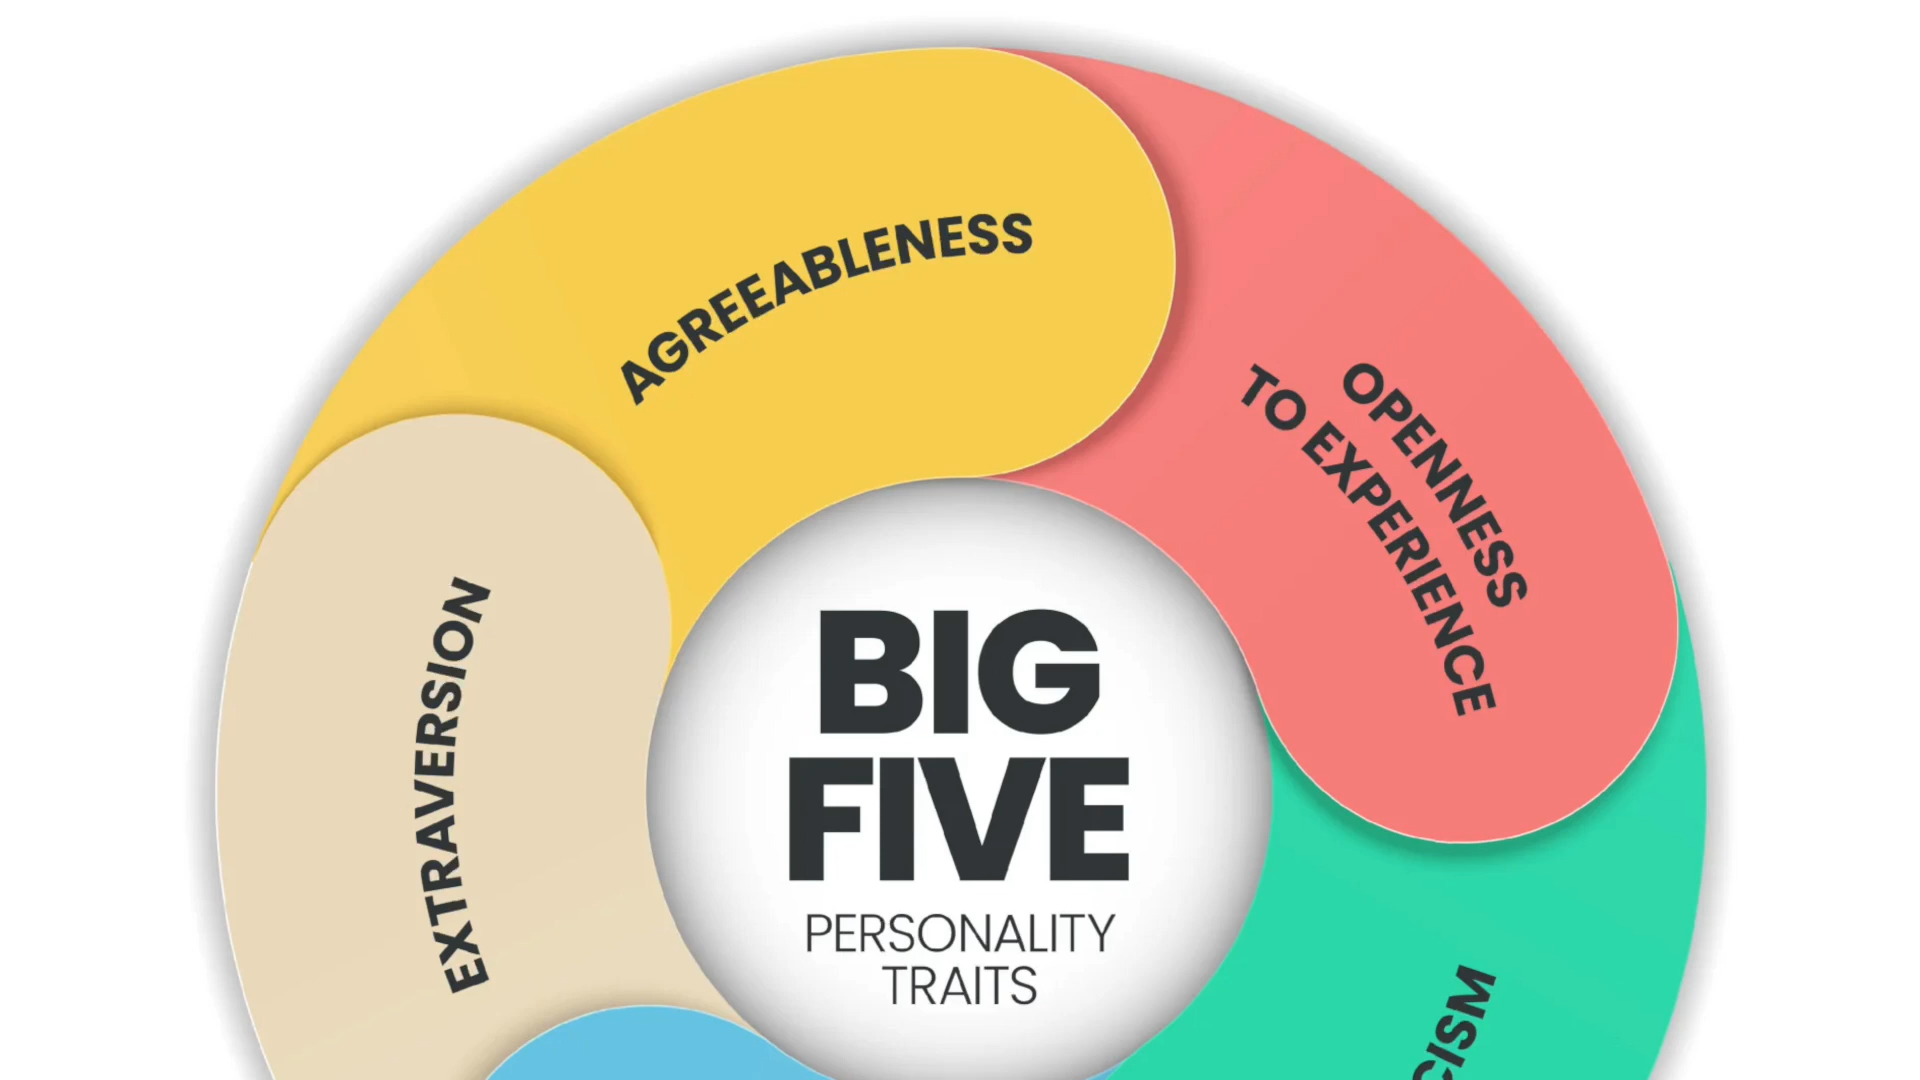 AGREEABLENESS
OPENNESS
TO EXPERIENCE
EXTRAVERSION
BIG
FIVE
PERSONALITY
TRAITS